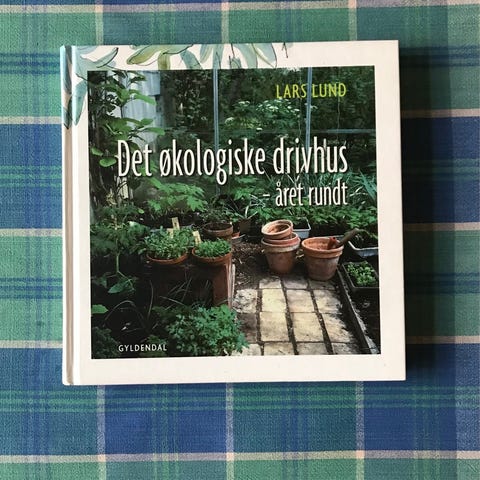 LARS LUND
Det økologiske drivhus
- året rundt
GYLDENDAL